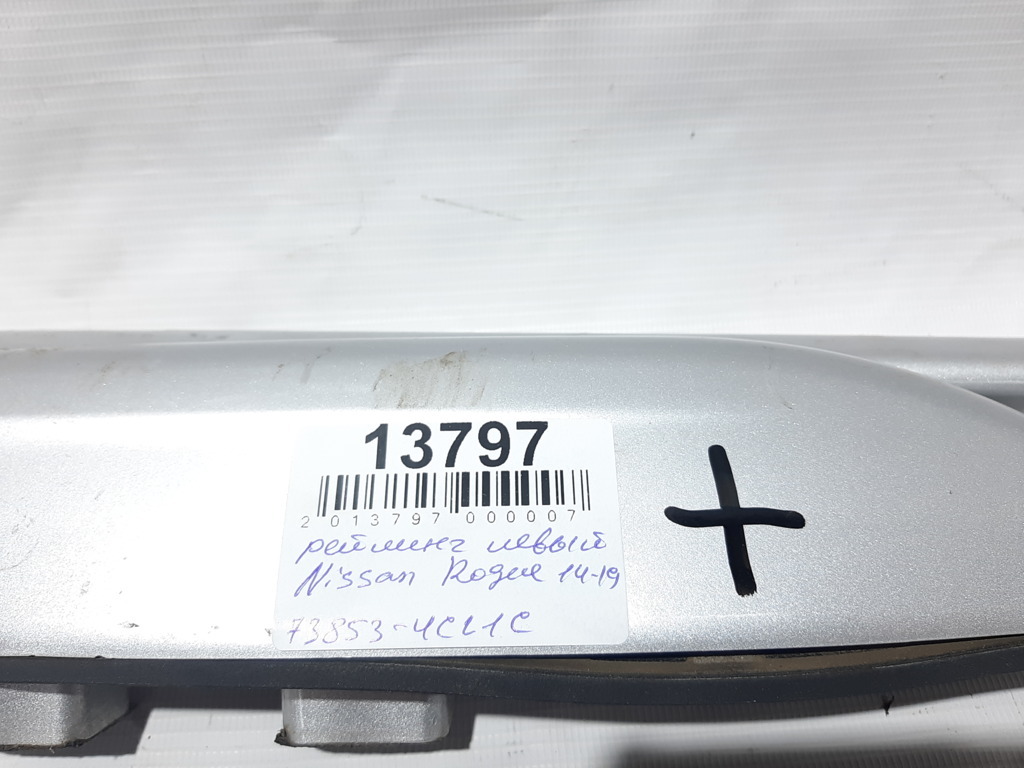 13797
2 013797 000007
рейлинг левый
Nissan Rogue 14-19
73853-4CL1C
+